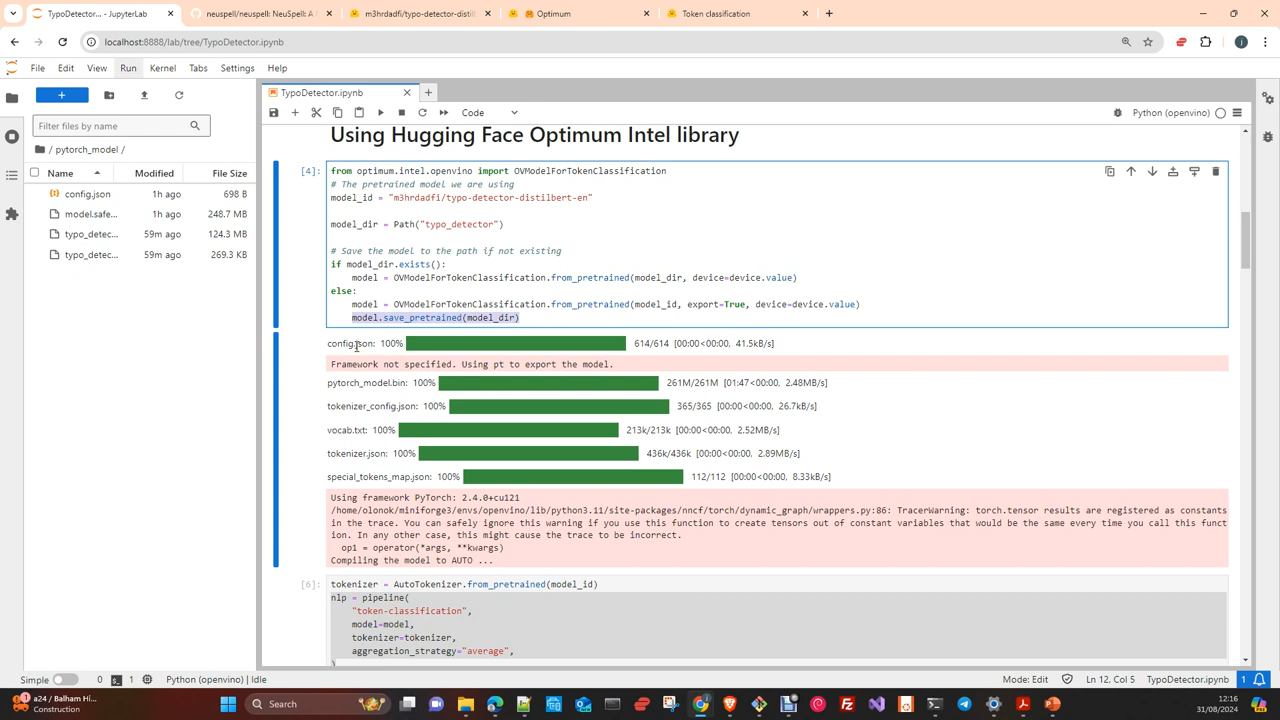 TypoDetector... - JupyterLab
neuspell/neuspell: NeuSpell: A N
m3hrdadfi/typo-detector-distilb
Optimum
Token classification
localhost:8888/lab/tree/TypoDetector.ipynb
File Edit View Run Kernel Tabs Settings Help
TypoDetector.ipynb
Code
Python (openvino)
Filter files by name
/ pytorch_model /
Name Modified File Size
config.json 1h ago 698 B
model.safe... 1h ago 248.7 MB
typo_detec... 59m ago 124.3 MB
typo_detec... 59m ago 269.3 KB
Using Hugging Face Optimum Intel library
[4]:
from optimum.intel.openvino import OVModelForTokenClassification
# The pretrained model we are using
model_id = "m3hrdadfi/typo-detector-distilbert-en"
model_dir = Path("typo_detector")
# Save the model to the path if not existing
if model_dir.exists():
model = OVModelForTokenClassification.from_pretrained(model_dir, device=device.value)
else:
model = OVModelForTokenClassification.from_pretrained(model_id, export=True, device=device.value)
model.save_pretrained(model_dir)
config.json: 100% 614/614 [00:00<00:00, 41.5kB/s]
Framework not specified. Using pt to export the model.
pytorch_model.bin: 100% 261M/261M [01:47<00:00, 2.48MB/s]
tokenizer_config.json: 100% 365/365 [00:00<00:00, 26.7kB/s]
vocab.txt: 100% 213k/213k [00:00<00:00, 2.52MB/s]
tokenizer.json: 100% 436k/436k [00:00<00:00, 2.89MB/s]
special_tokens_map.json: 100% 112/112 [00:00<00:00, 8.33kB/s]
Using framework PyTorch: 2.4.0+cu121
/home/olonok/miniforge3/envs/openvino/lib/python3.11/site-packages/nncf/torch/dynamic_graph/wrappers.py:86: TracerWarning: torch.tensor results are registered as constants
in the trace. You can safely ignore this warning if you use this function to create tensors out of constant variables that would be the same every time you call this funct
ion. In any other case, this might cause the trace to be incorrect.
op1 = operator(*args, **kwargs)
Compiling the model to AUTO ...
[6]:
tokenizer = AutoTokenizer.from_pretrained(model_id)
nlp = pipeline(
"token-classification",
model=model,
tokenizer=tokenizer,
aggregation_strategy="average",
)
Simple 0 1 Python (openvino) | Idle
Mode: Edit Ln 12, Col 5 TypoDetector.ipynb 1
a24 / Balham Hi...
Construction
Search
12:16
31/08/2024